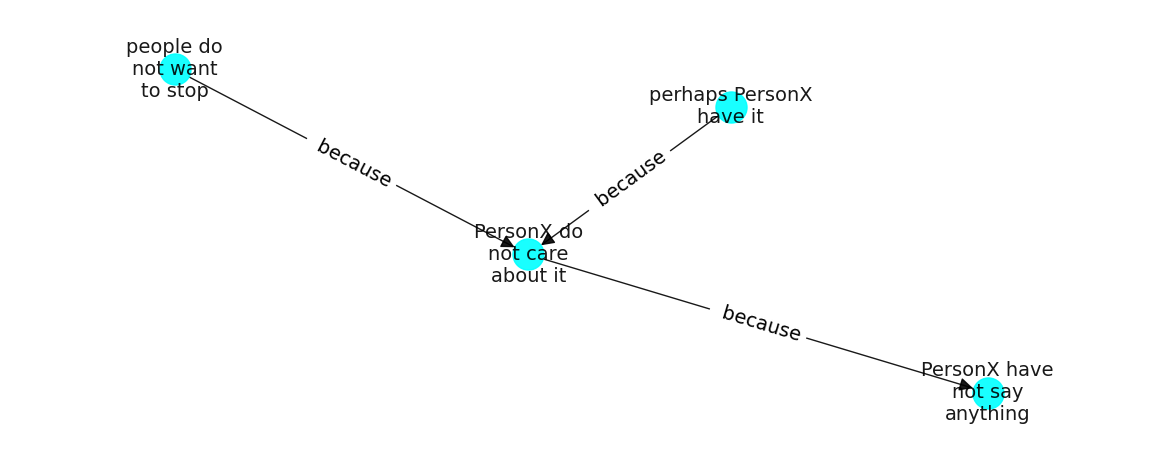 people do
not want
to stop
perhaps PersonX
have it
because
because
PersonX do
not care
about it
because
PersonX have
not say
anything